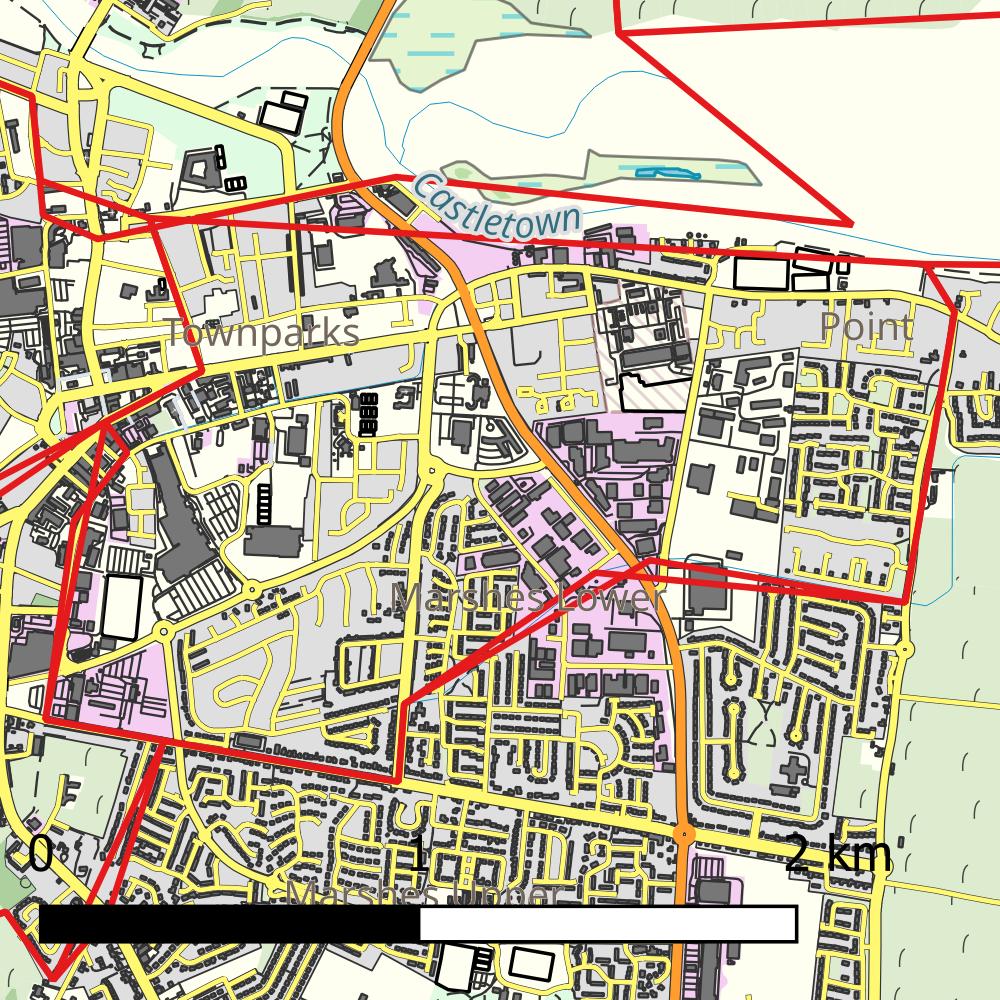 Castletown
Townparks
Point
Marshes Lower
0 1 2 km
Marshes Upper